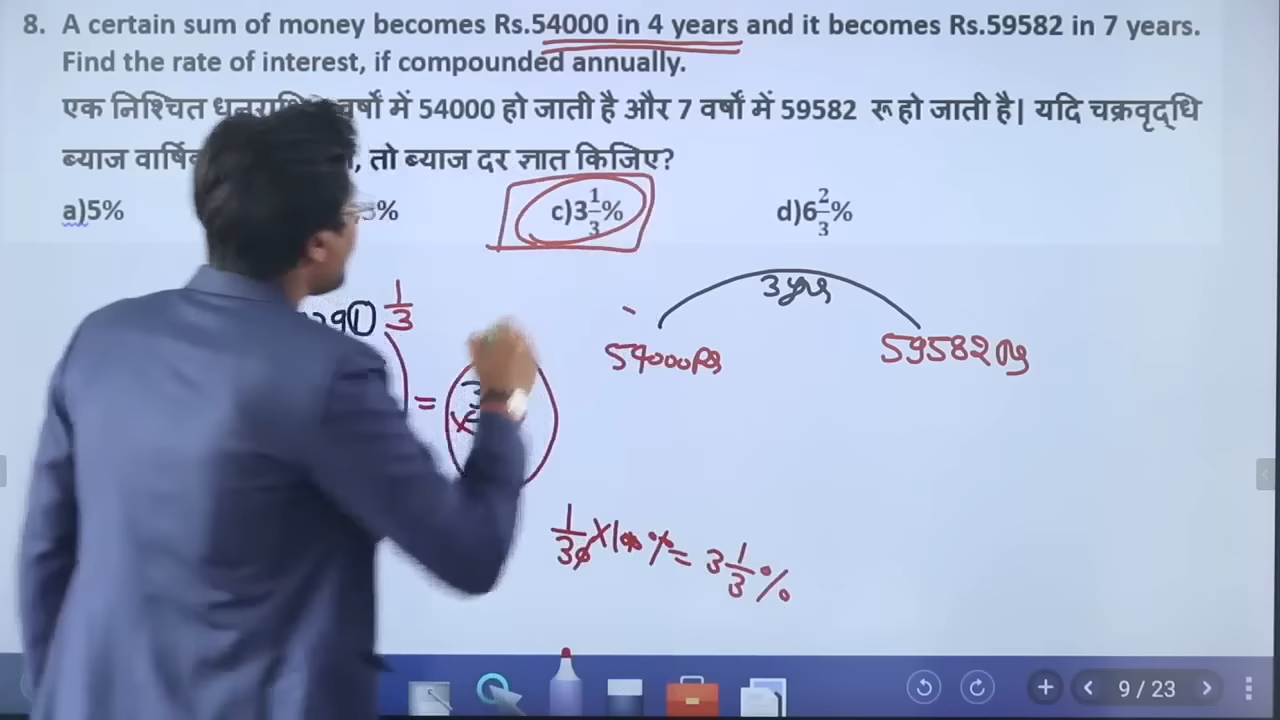 8. A certain sum of money becomes Rs.54000 in 4 years and it becomes Rs.59582 in 7 years.
Find the rate of interest, if compounded annually.
एक निश्चित में 54000 हो जाती है और 7 वर्षों में 59582 रू हो जाती है| यदि चक्रवृद्धि
ब्याज तो ब्याज दर ज्ञात किजिए?
a)5% % c)3 1/3% d)6 2/3%
3yrs
1/3
54000Rs 59582Rs
=
1/30 x 100% = 3 1/3 %
9 / 23